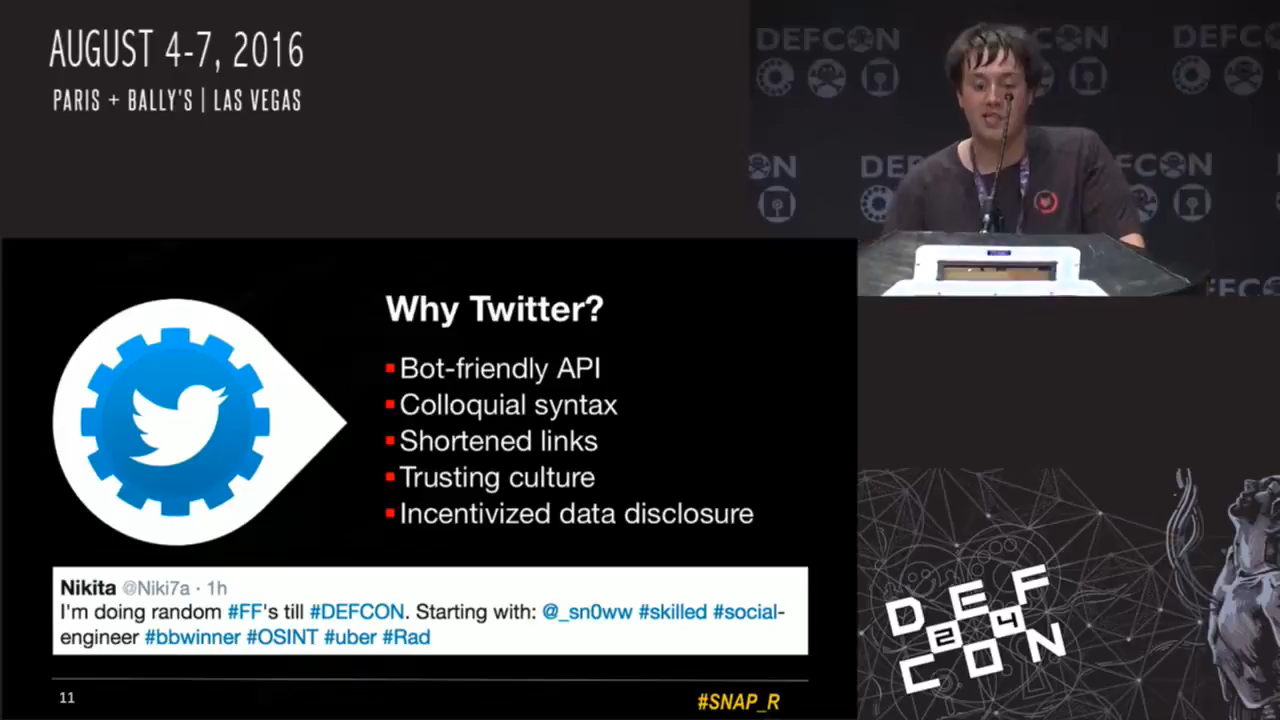 AUGUST 4-7, 2016
PARIS + BALLY'S | LAS VEGAS
DEFCON
DEFCON
Why Twitter?
Bot-friendly API
Colloquial syntax
Shortened links
Trusting culture
Incentivized data disclosure
Nikita @Niki7a · 1h
I'm doing random #FF's till #DEFCON. Starting with: @_sn0ww #skilled #social-
engineer #bbwinner #OSINT #uber #Rad
11
#SNAP_R
DEF
24
CON